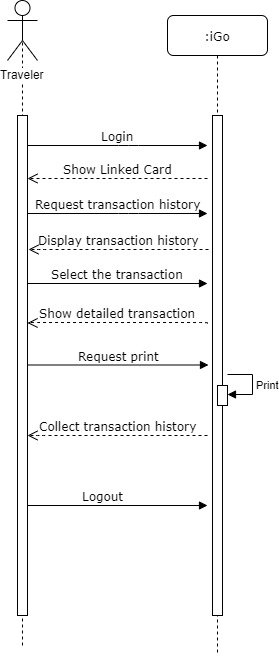 :iGo
Traveler
Login
Show Linked Card
Request transaction history
Display transaction history
Select the transaction
Show detailed transaction
Request print
Print
Collect transaction history
Logout